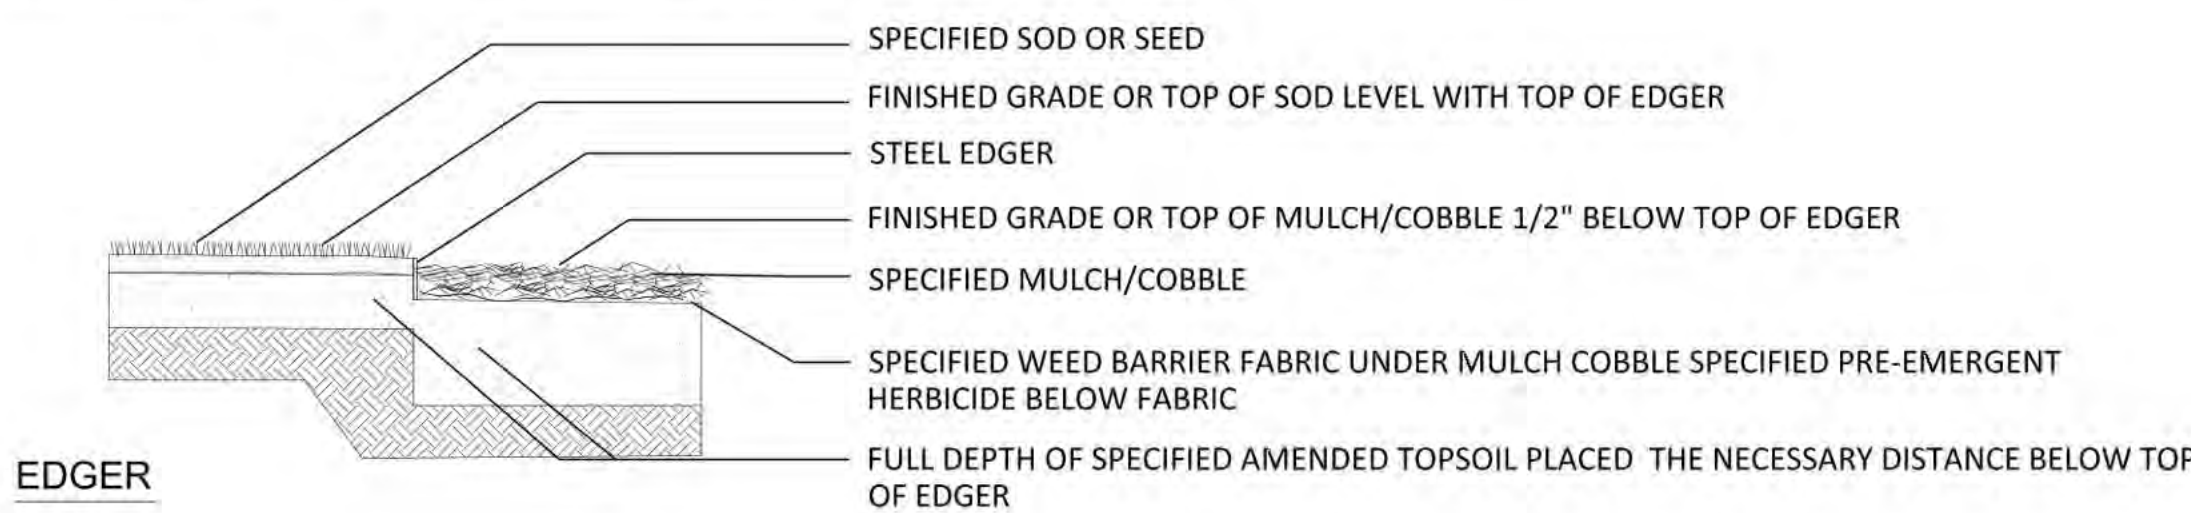 SPECIFIED SOD OR SEED
FINISHED GRADE OR TOP OF SOD LEVEL WITH TOP OF EDGER
STEEL EDGER
FINISHED GRADE OR TOP OF MULCH/COBBLE 1/2" BELOW TOP OF EDGER
SPECIFIED MULCH/COBBLE
SPECIFIED WEED BARRIER FABRIC UNDER MULCH COBBLE SPECIFIED PRE-EMERGENT
HERBICIDE BELOW FABRIC
FULL DEPTH OF SPECIFIED AMENDED TOPSOIL PLACED THE NECESSARY DISTANCE BELOW TOP
OF EDGER
EDGER